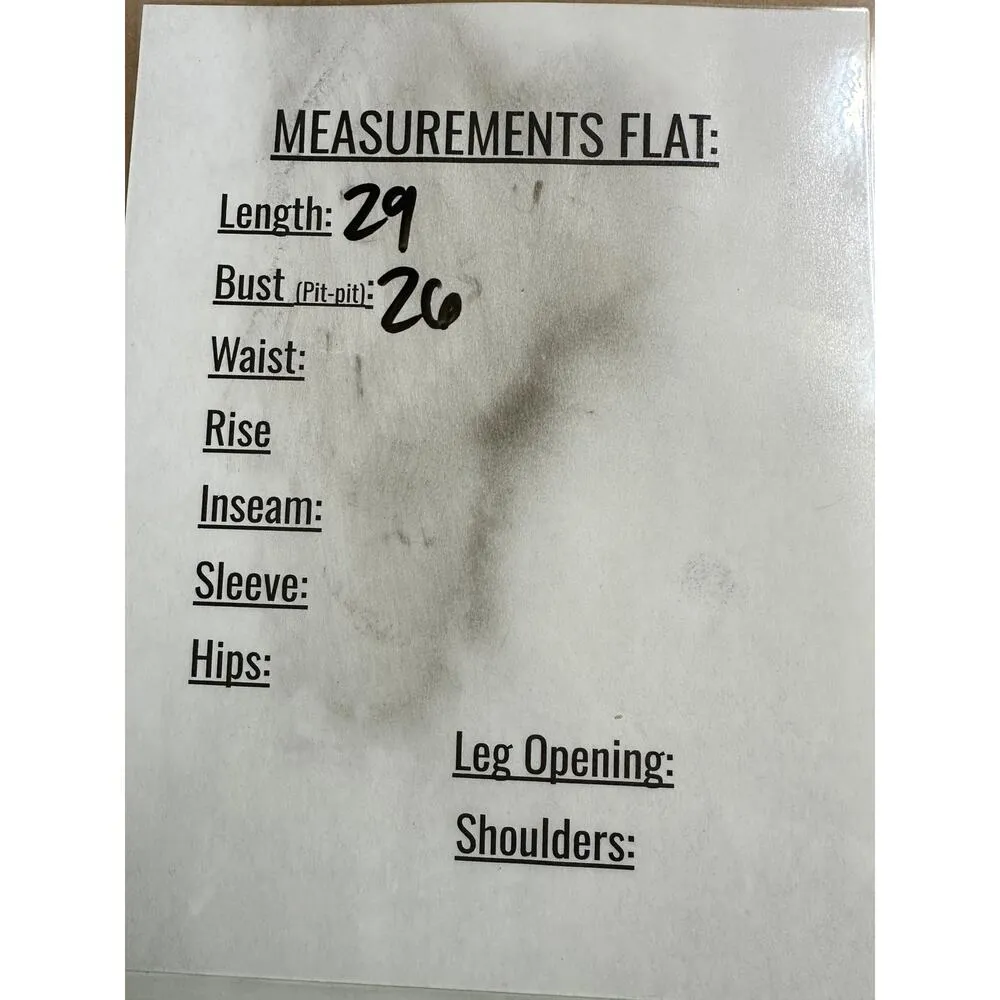 MEASUREMENTS FLAT:
Length: 29
Bust (Pit-pit): 26
Waist:
Rise
Inseam:
Sleeve:
Hips:
Leg Opening:
Shoulders: